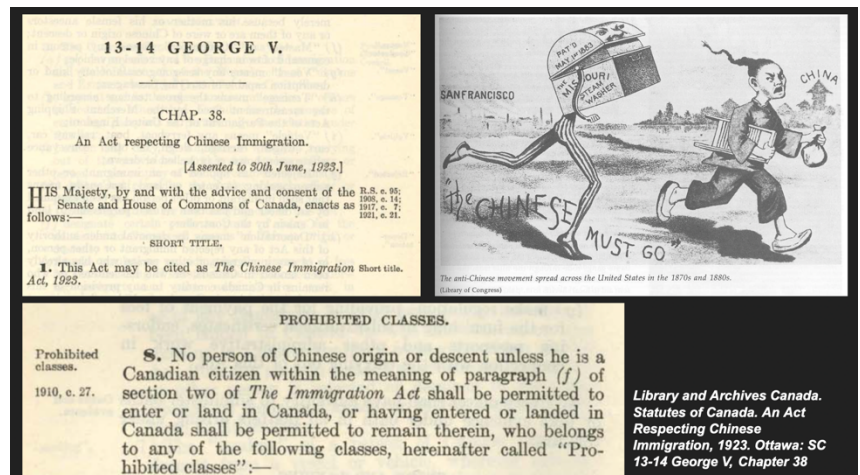 13-14 GEORGE V.
CHAP. 38.
An Act respecting Chinese Immigration.
[Assented to 30th June, 1923.]
HIS Majesty, by and with the advice and consent of the
Senate and House of Commons of Canada, enacts as
follows:—
R.S. c. 95;
1908, c. 14;
1917, c. 7;
1921, c. 21.
SHORT TITLE.
1. This Act may be cited as The Chinese Immigration
Act, 1923.
Short title.
PAT'D
MAY 1st 1883
THE
MISSOURI
STEAM
WASHER
SANFRANCISCO
CHINA
"the CHINESE
MUST GO"
The anti-Chinese movement spread across the United States in the 1870s and 1880s.
(Library of Congress)
PROHIBITED CLASSES.
Prohibited
classes.
1910, c. 27.
8. No person of Chinese origin or descent unless he is a
Canadian citizen within the meaning of paragraph (f) of
section two of The Immigration Act shall be permitted to
enter or land in Canada, or having entered or landed in
Canada shall be permitted to remain therein, who belongs
to any of the following classes, hereinafter called "Pro-
hibited classes":—
Library and Archives Canada.
Statutes of Canada. An Act
Respecting Chinese
Immigration, 1923. Ottawa: SC
13-14 George V, Chapter 38